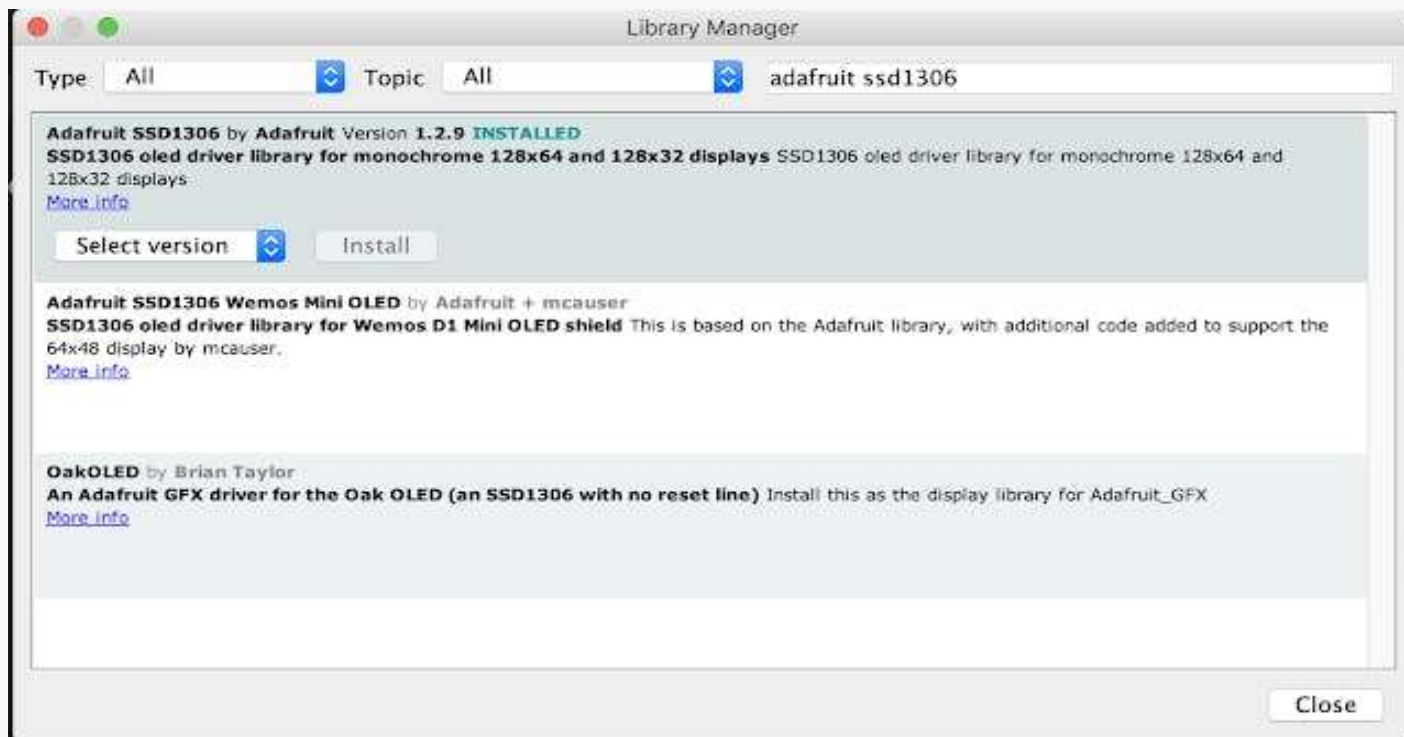 Library Manager
Type All Topic All adafruit ssd1306
Adafruit SSD1306 by Adafruit Version 1.2.9 INSTALLED
SSD1306 oled driver library for monochrome 128x64 and 128x32 displays SSD1306 oled driver library for monochrome 128x64 and
128x32 displays
More info
Select version Install
Adafruit SSD1306 Wemos Mini OLED by Adafruit + mcauser
SSD1306 oled driver library for Wemos D1 Mini OLED shield This is based on the Adafruit library, with additional code added to support the
64x48 display by mcauser.
More info
OakOLED by Brian Taylor
An Adafruit GFX driver for the Oak OLED (an SSD1306 with no reset line) Install this as the display library for Adafruit_GFX
More info
Close